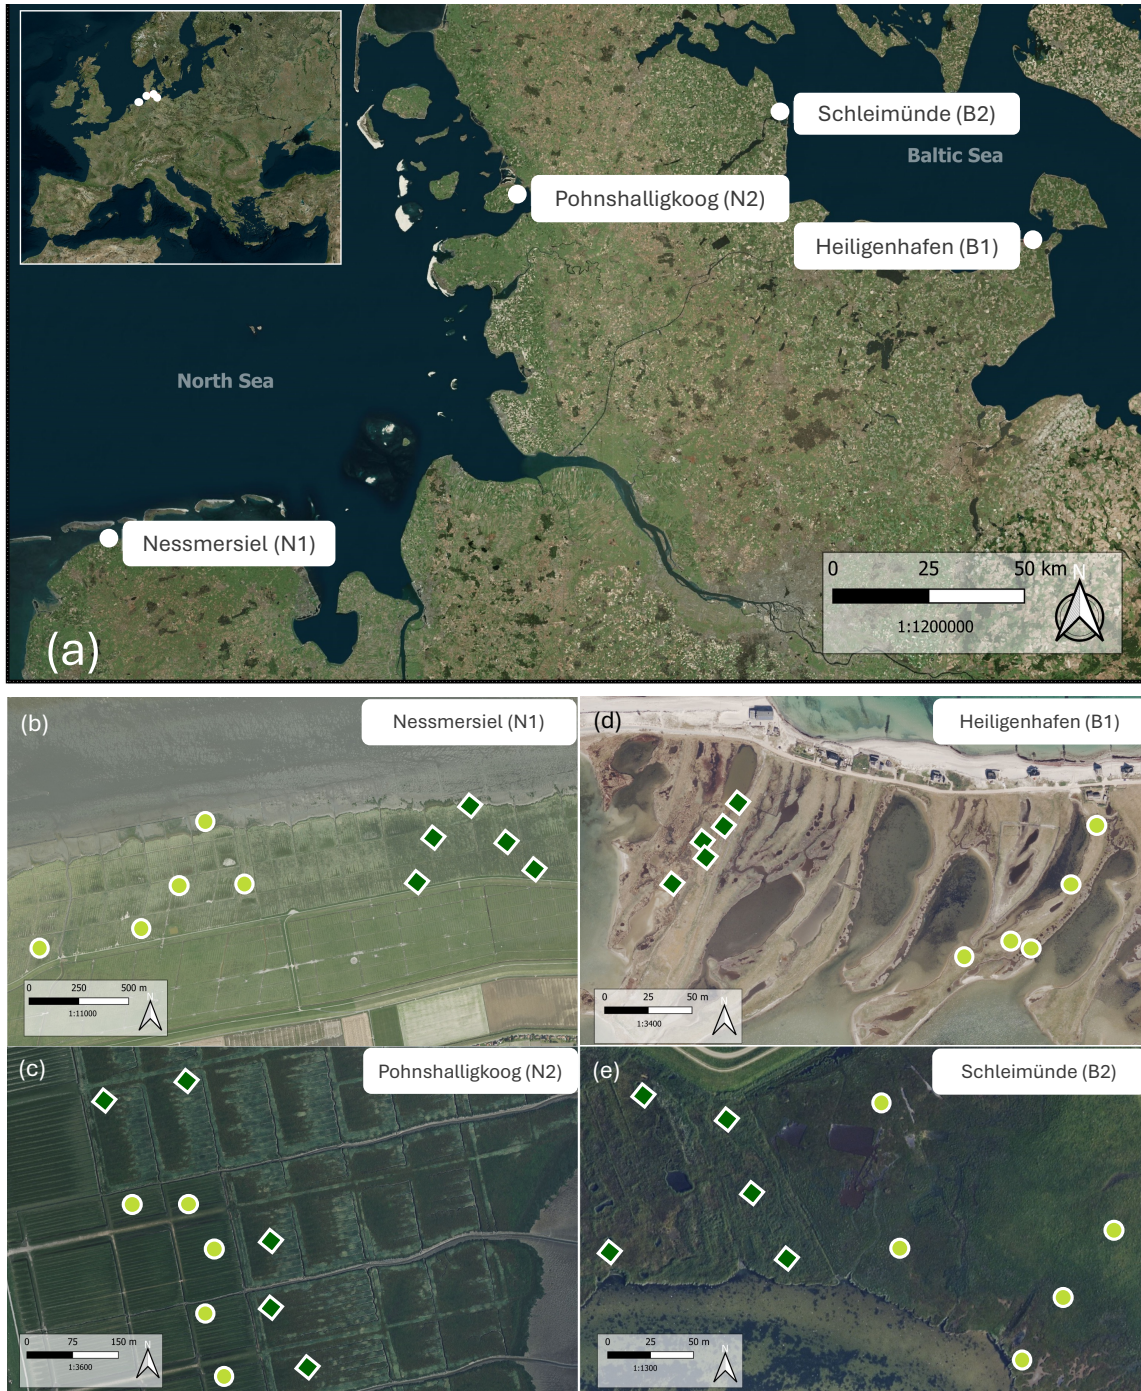 Schleimünde (B2)
Baltic Sea
Pohnshalligkoog (N2)
Heiligenhafen (B1)
North Sea
Nessmersiel (N1)
0 25 50 km
1:1200000
N
(a)
(b)
Nessmersiel (N1)
0 250 500 m
1:11000
N
(d)
Heiligenhafen (B1)
0 25 50 m
1:3400
N
(c)
Pohnshalligkoog (N2)
0 75 150 m
1:3600
N
(e)
Schleimünde (B2)
0 25 50 m
1:1300
N